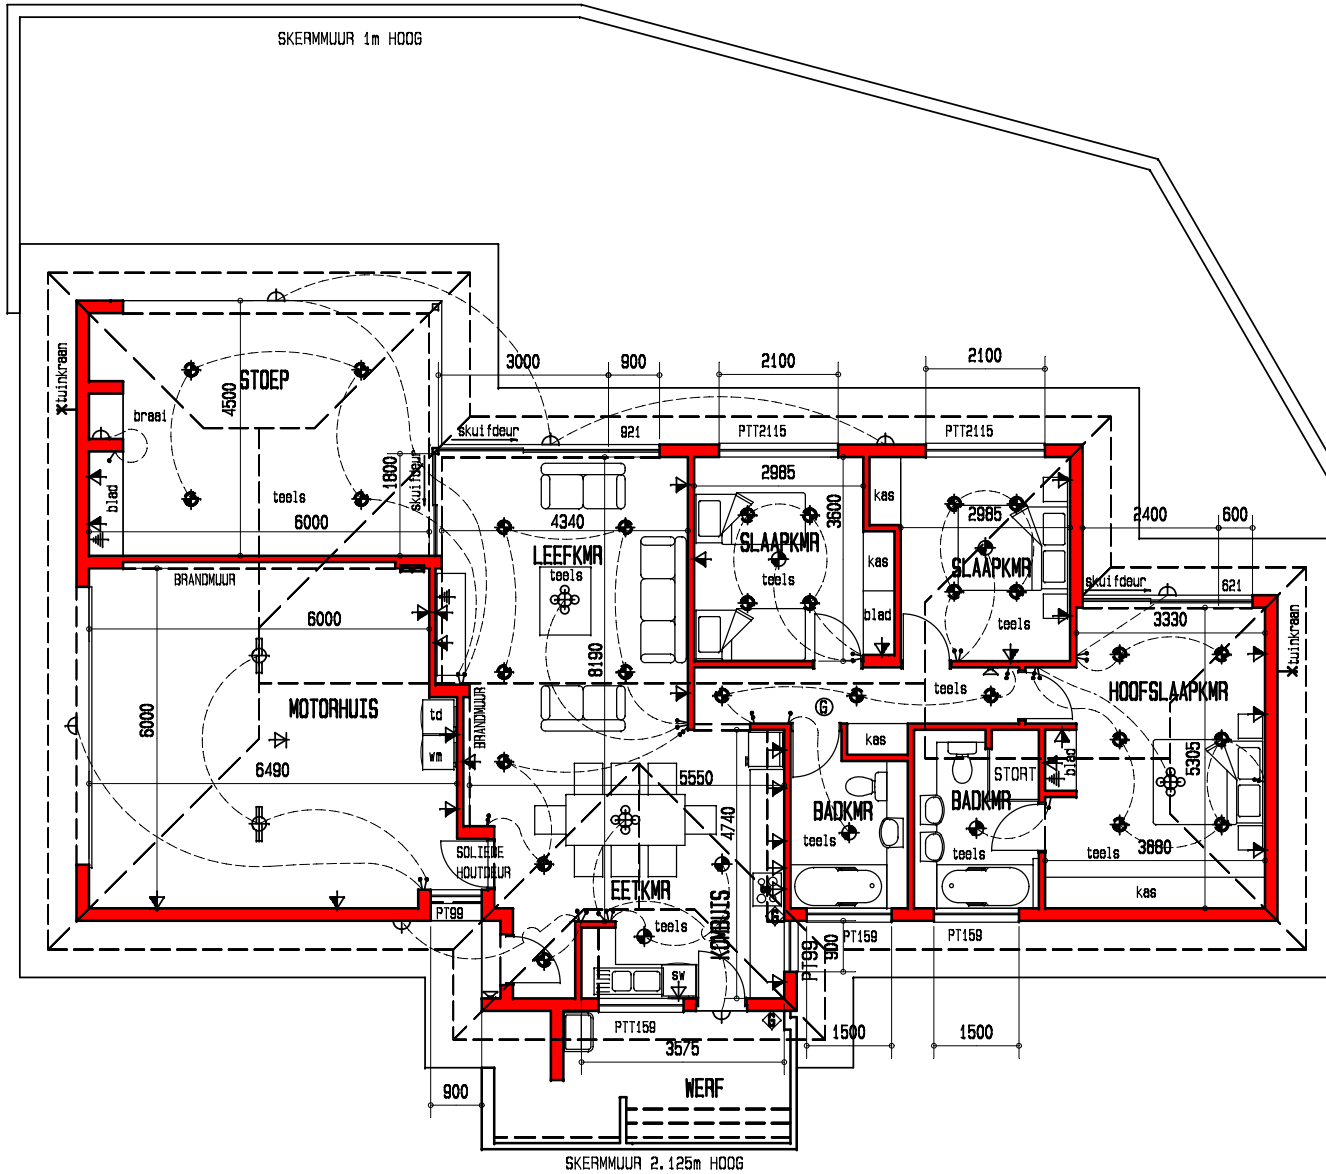 SKERMMUUR 1m HOOG
3000
900
2100
2100
tuinkraan
STOEP
4500
braai
skuifdeur
921
PTT2115
PTT2115
1800
skuifdeur
blad
teels
6000
2985
3600
kas
2985
4340
2400
600
LEEFKMR
teels
SLAAPKMR
teels
kas
SLAAPKMR
BRANDMUUR
skuifdeur
621
6000
blad
teels
3330
tuinkraan
8190
MOTORHUIS
6000
td
wm
BRANDMUUR
teels
HOOFSLAAPKMR
G
kas
6490
5550
STORT
blad
5305
4740
BADKMR
teels
BADKMR
teels
SOLIEDE
HOUTDEUR
3880
teels
EETKMR
kas
PT99
teels
KOMBUIS
G
PT99
900
PT159
PT159
sw
PTT159
G
1500
1500
3575
900
WERF
SKERMMUUR 2.125m HOOG